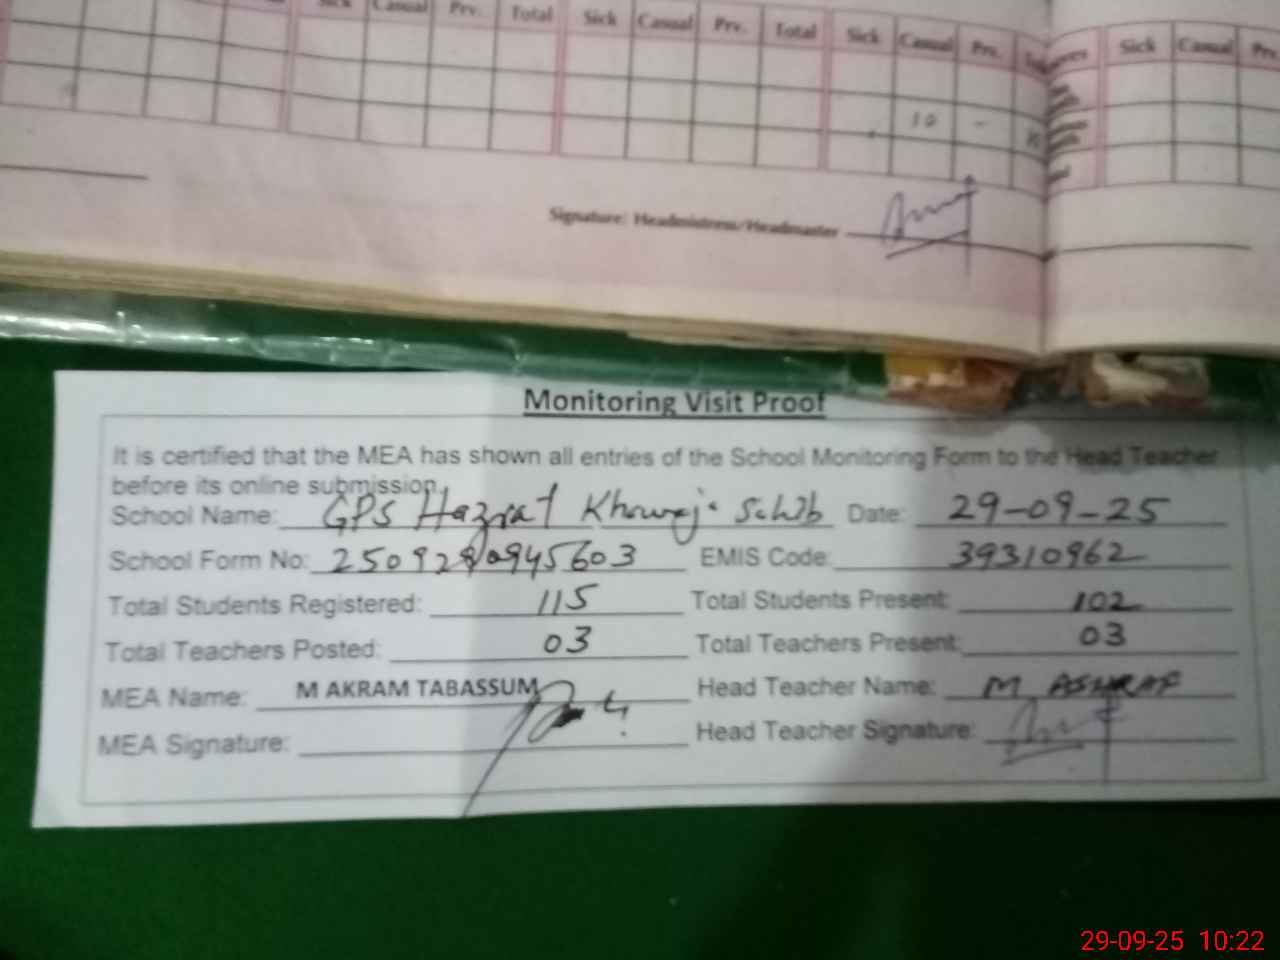 Sick Casual Prv. Total Sick Casual Prv. Total Sick Casual Prv. Sick Casual Prv.
10 -
Signature: Headmistress/Headmaster
Monitoring Visit Proof
It is certified that the MEA has shown all entries of the School Monitoring Form to the Head Teacher
before its online submission.
School Name: GPS Hazrat Date: 29-09-25
School Form No: EMIS Code: 39310962
Total Students Registered: 115 Total Students Present: 102
Total Teachers Posted: 03 Total Teachers Present: 03
MEA Name: M AKRAM TABASSUM Head Teacher Name: M ASHRAF
MEA Signature: Head Teacher Signature:
29-09-25 10:22